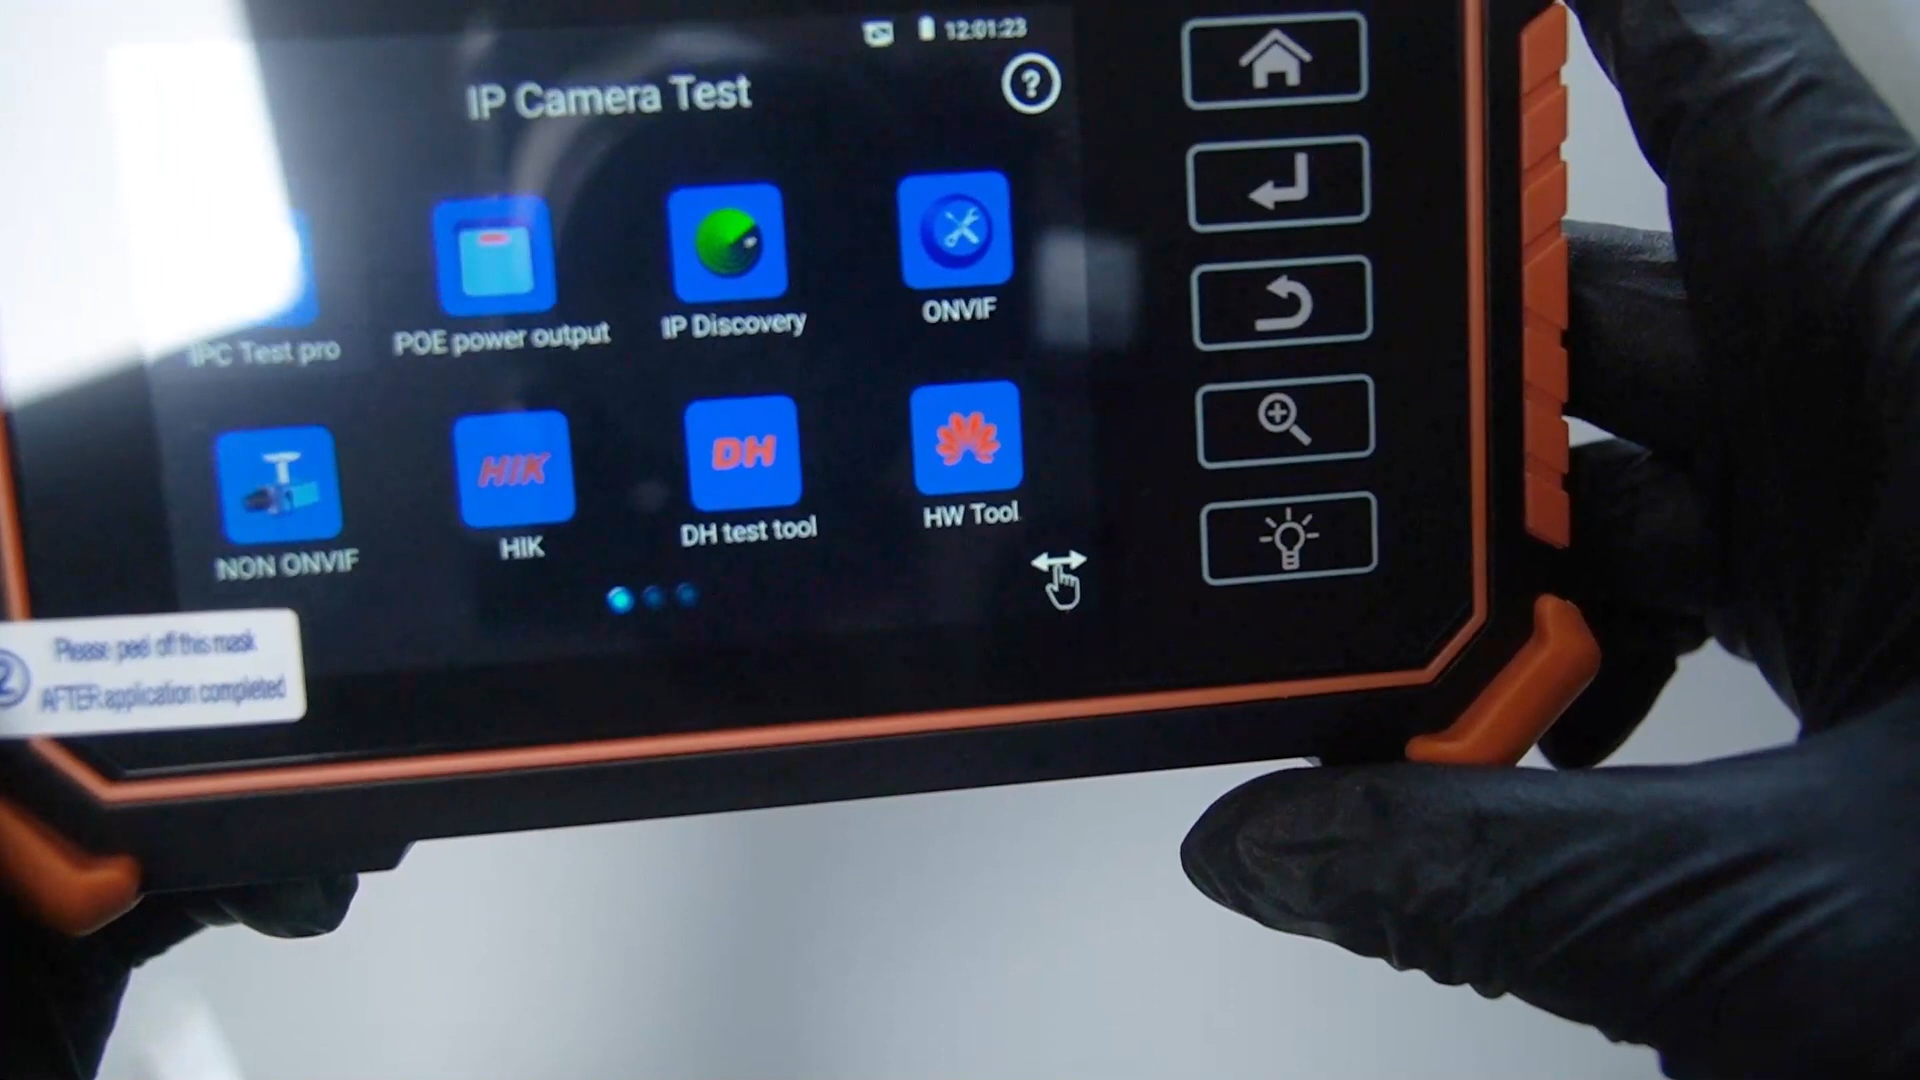 12:01:23
IP Camera Test
?
IPC Test pro
POE power output
IP Discovery
ONVIF
HIK
DH
NON ONVIF
HIK
DH test tool
HW Tool
2
Please peel off this mask
AFTER application completed